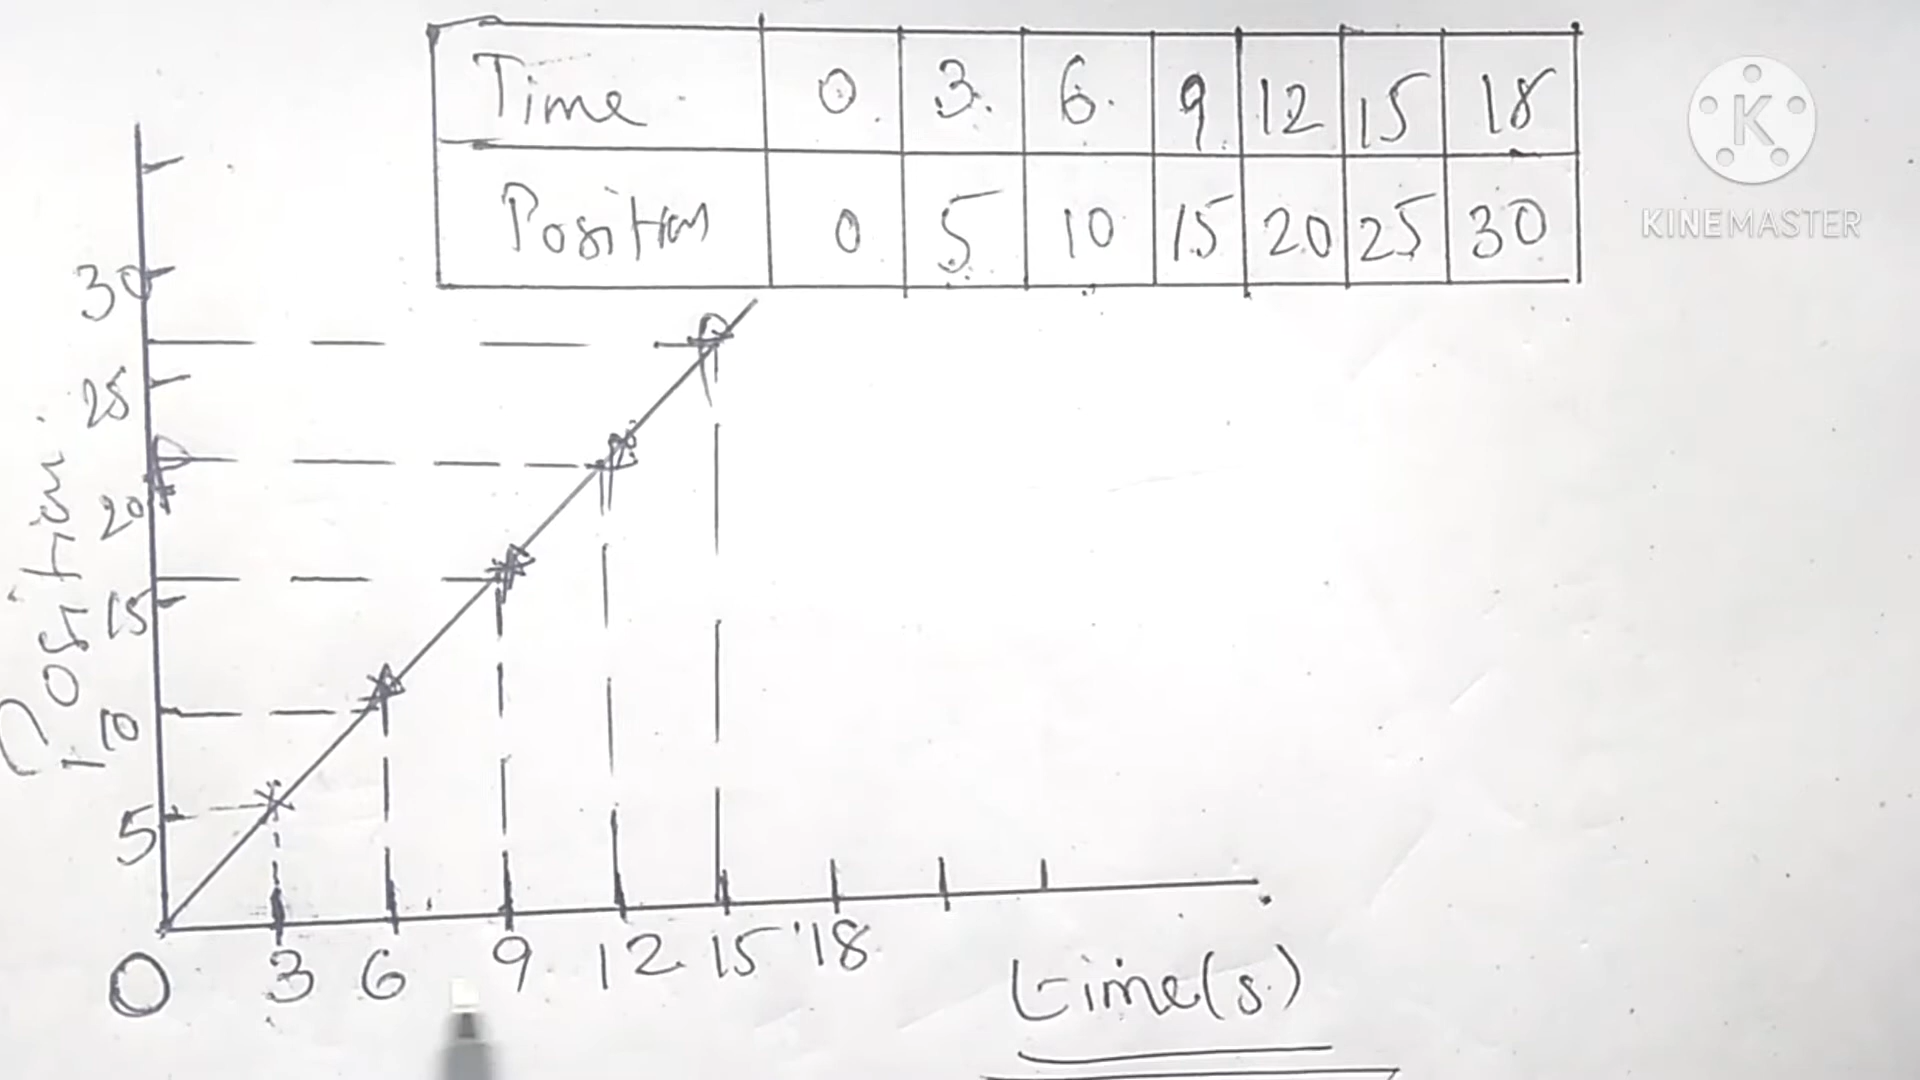 Time 0 3 6 9 12 15 18
Position 0 5 10 15 20 25 30
KINEMASTER
30
25
20
15
10
5
Position
0 3 6 9 12 15 18
time(s)